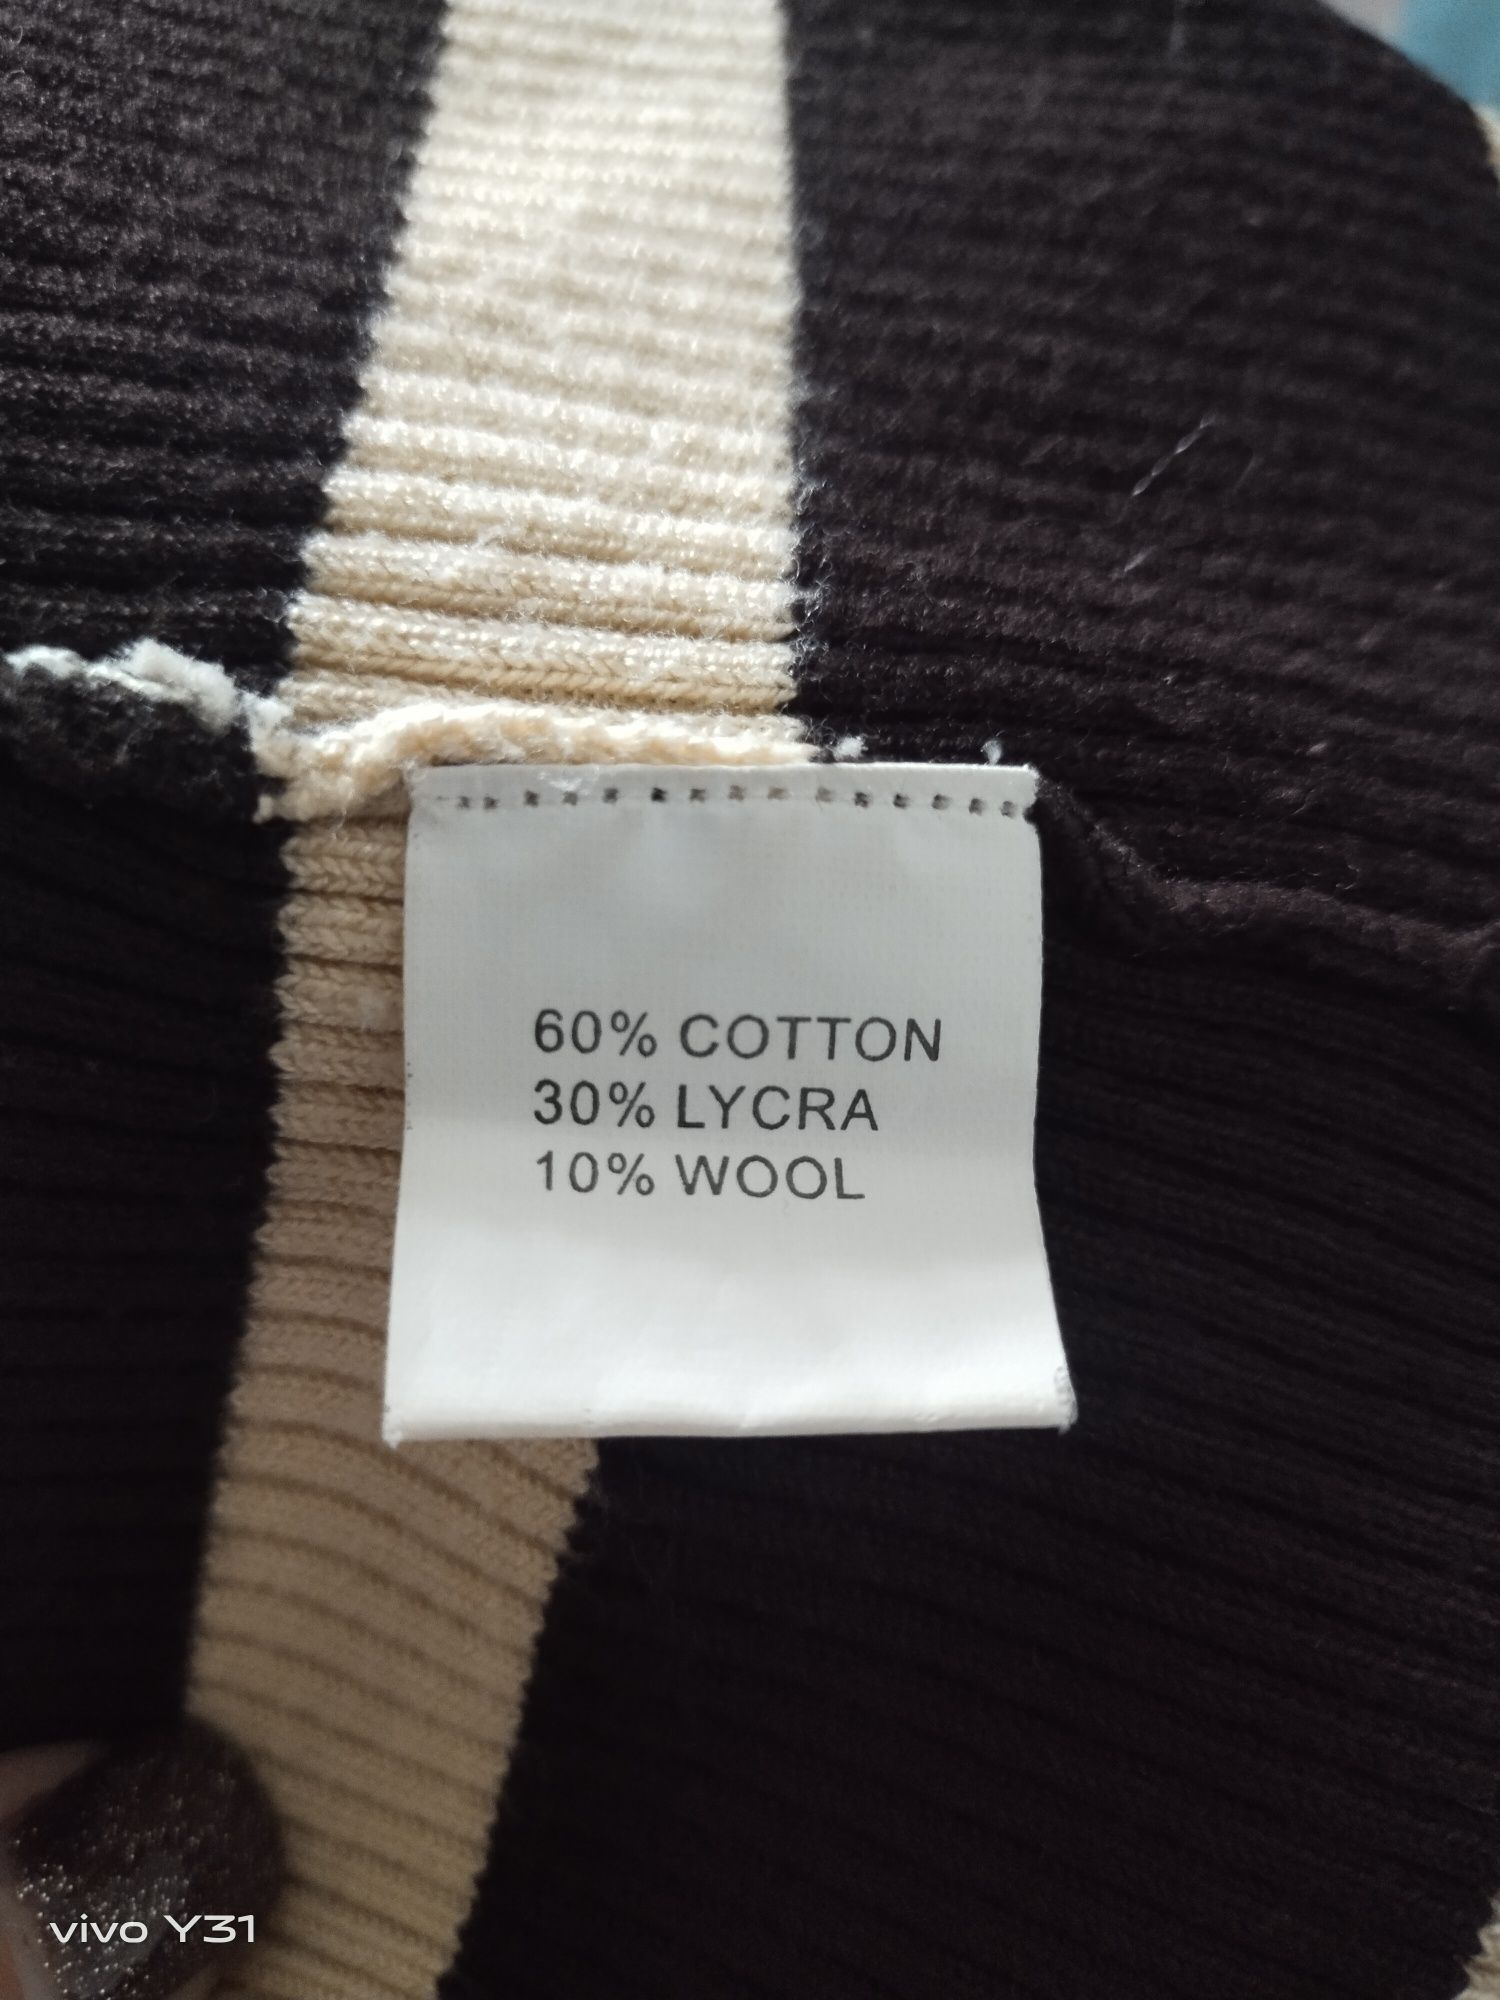 60% COTTON
30% LYCRA
10% WOOL
vivo Y31